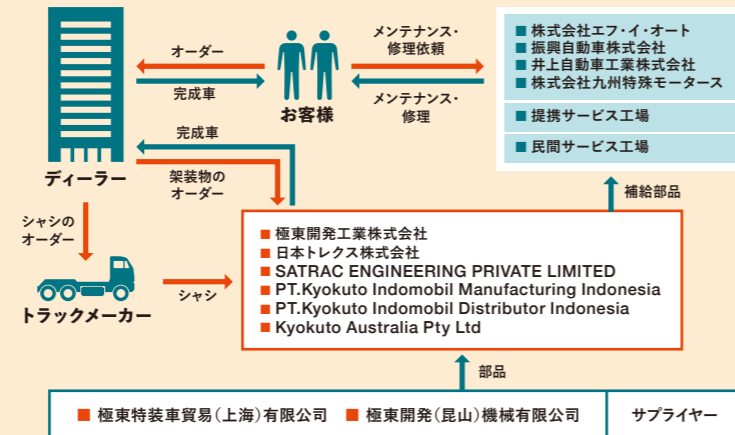 オーダー
完成車
お客様
メンテナンス・
修理依頼
メンテナンス・
修理
■ 株式会社エフ・イ・オート
■ 振興自動車株式会社
■ 井上自動車工業株式会社
■ 株式会社九州特殊モータース
■ 提携サービス工場
■ 民間サービス工場
ディーラー
完成車
架装物の
オーダー
補給部品
シャシの
オーダー
トラックメーカー
シャシ
■ 極東開発工業株式会社
■ 日本トレクス株式会社
■ SATRAC ENGINEERING PRIVATE LIMITED
■ PT.Kyokuto Indomobil Manufacturing Indonesia
■ PT.Kyokuto Indomobil Distributor Indonesia
■ Kyokuto Australia Pty Ltd
部品
■ 極東特装車貿易(上海)有限公司 ■ 極東開発(昆山)機械有限公司
サプライヤー